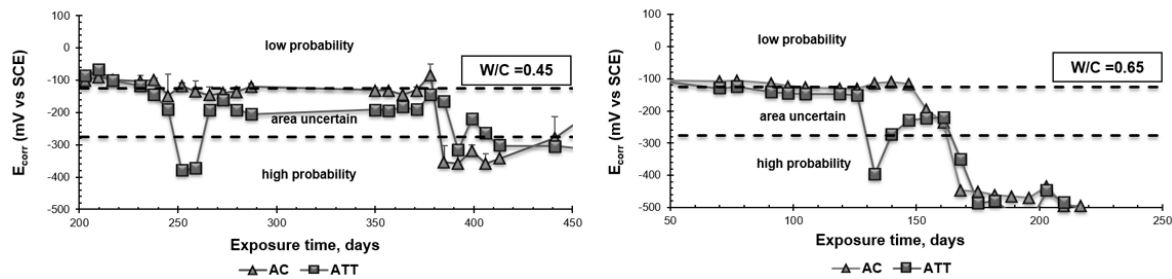 100
0
-100
-200
-300
-400
-500
E_corr (mV vs SCE)
low probability
W/C =0.45
area uncertain
high probability
200 250 300 350 400 450
Exposure time, days
AC ATT
100
0
-100
-200
-300
-400
-500
E_corr (mV vs SCE)
low probability
W/C =0.65
area uncertain
high probability
50 100 150 200 250
Exposure time, days
AC ATT